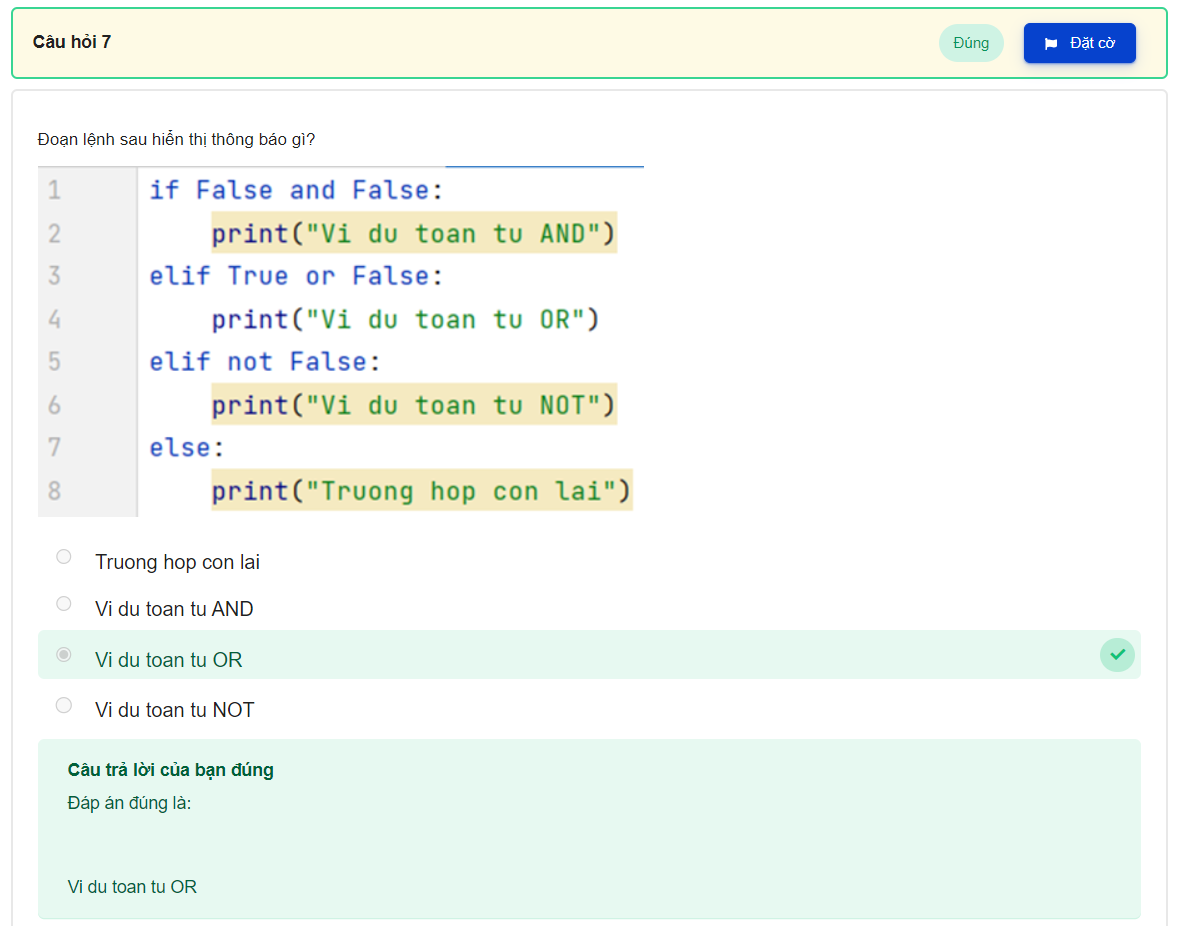 Câu hỏi 7
Đúng
Đặt cờ
Đoạn lệnh sau hiển thị thông báo gì?
1 if False and False:
2     print("Vi du toan tu AND")
3 elif True or False:
4     print("Vi du toan tu OR")
5 elif not False:
6     print("Vi du toan tu NOT")
7 else:
8     print("Truong hop con lai")
Truong hop con lai
Vi du toan tu AND
Vi du toan tu OR
Vi du toan tu NOT
Câu trả lời của bạn đúng
Đáp án đúng là:
Vi du toan tu OR